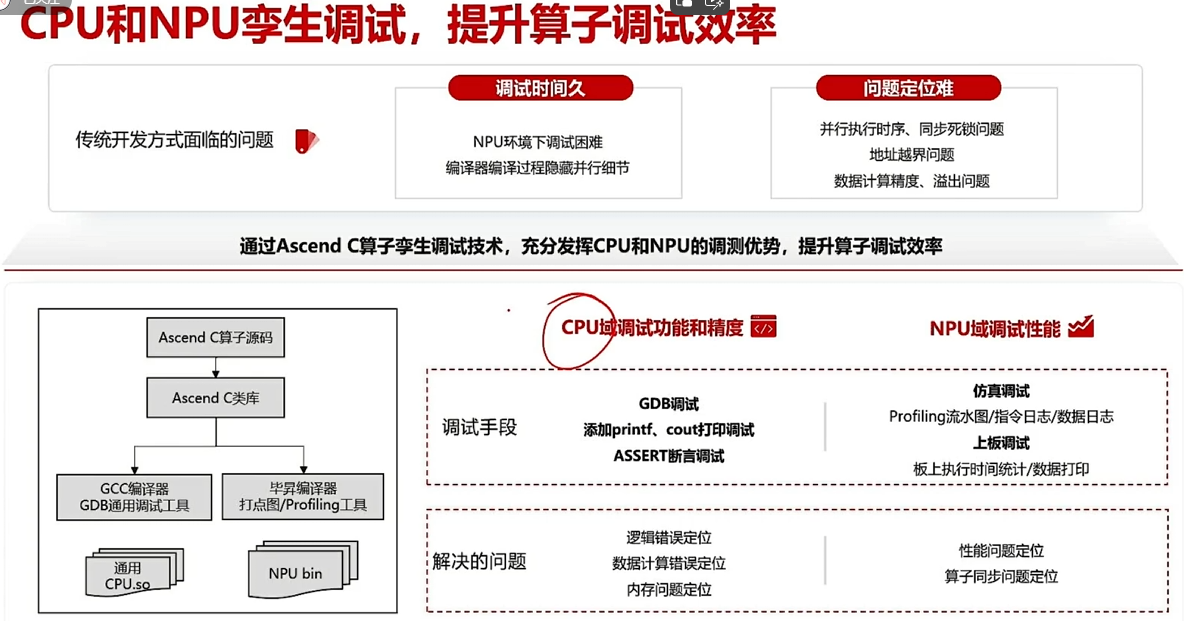 CPU和NPU孪生调试，提升算子调试效率
传统开发方式面临的问题
调试时间久
NPU环境下调试困难
编译器编译过程隐藏并行细节
问题定位难
并行执行时序、同步死锁问题
地址越界问题
数据计算精度、溢出问题
通过Ascend C算子孪生调试技术，充分发挥CPU和NPU的调测优势，提升算子调试效率
Ascend C算子源码
Ascend C类库
GCC编译器
GDB通用调试工具
毕昇编译器
打点图/Profiling工具
通用
CPU.so
NPU bin
CPU域调试功能和精度
NPU域调试性能
调试手段
GDB调试
添加printf、cout打印调试
ASSERT断言调试
仿真调试
Profiling流水图/指令日志/数据日志
上板调试
板上执行时间统计/数据打印
解决的问题
逻辑错误定位
数据计算错误定位
内存问题定位
性能问题定位
算子同步问题定位